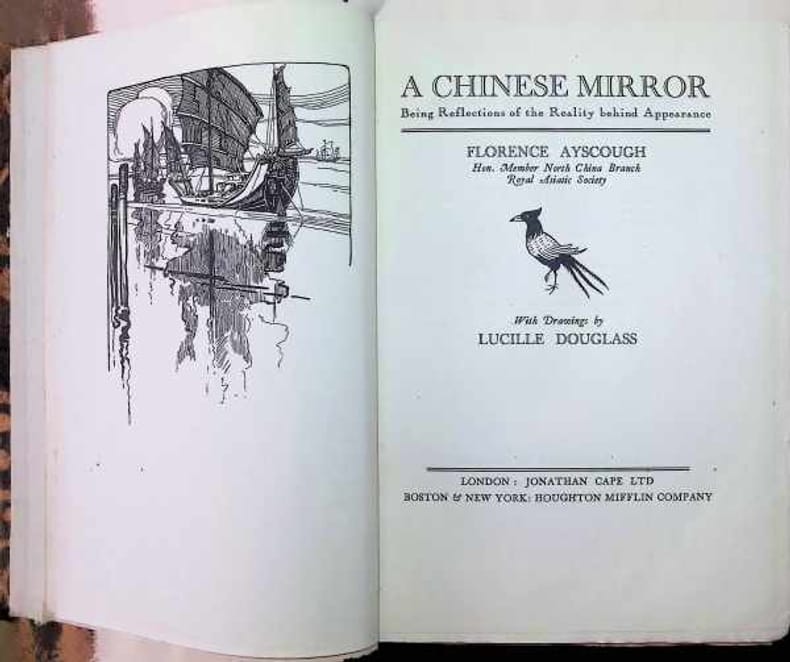 A CHINESE MIRROR
Being Reflections of the Reality behind Appearance
FLORENCE AYSCOUGH
Hon. Member North China Branch
Royal Asiatic Society
With Drawings by
LUCILLE DOUGLASS
LONDON: JONATHAN CAPE LTD
BOSTON & NEW YORK: HOUGHTON MIFFLIN COMPANY